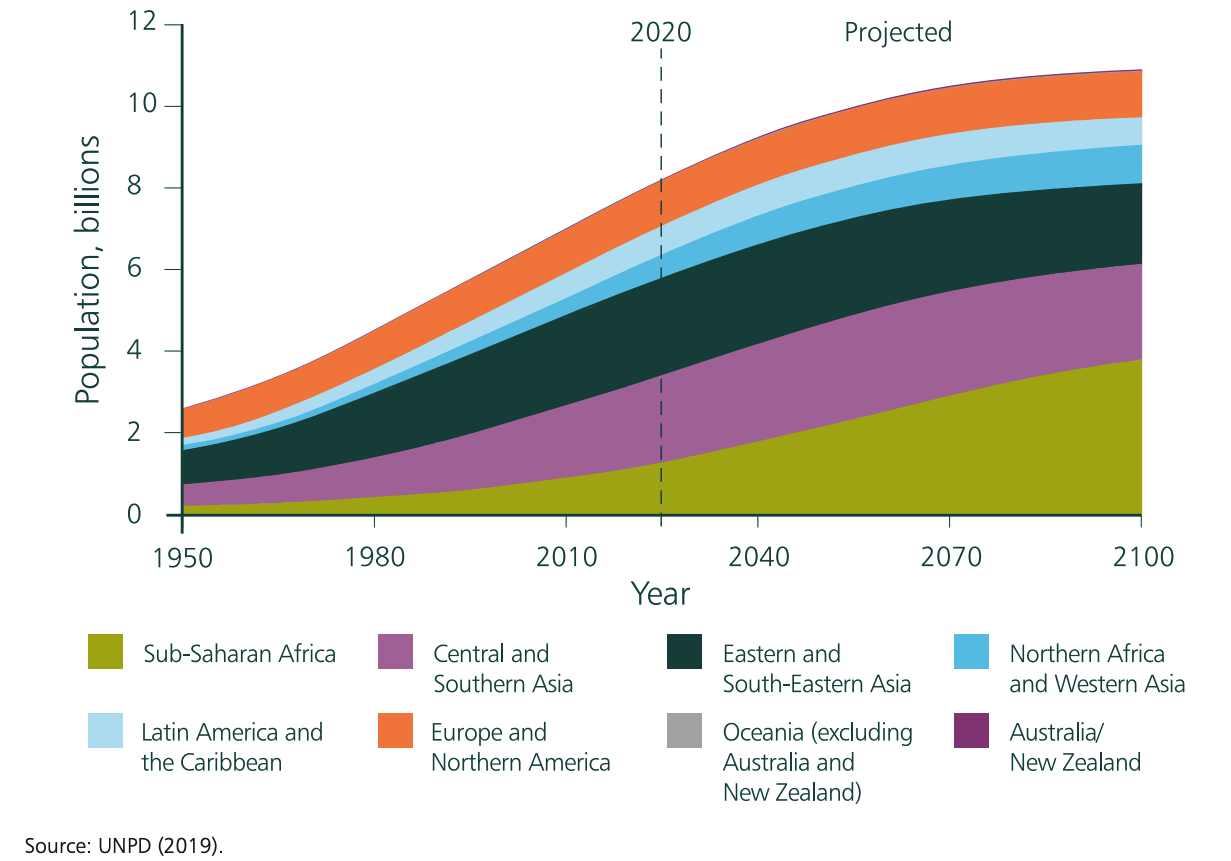 12
2020
Projected
10
8
6
4
2
0
Population, billions
1950
1980
2010
2040
2070
2100
Year
Sub-Saharan Africa
Central and
Southern Asia
Eastern and
South-Eastern Asia
Northern Africa
and Western Asia
Latin America and
the Caribbean
Europe and
Northern America
Oceania (excluding
Australia and
New Zealand)
Australia/
New Zealand
Source: UNPD (2019).